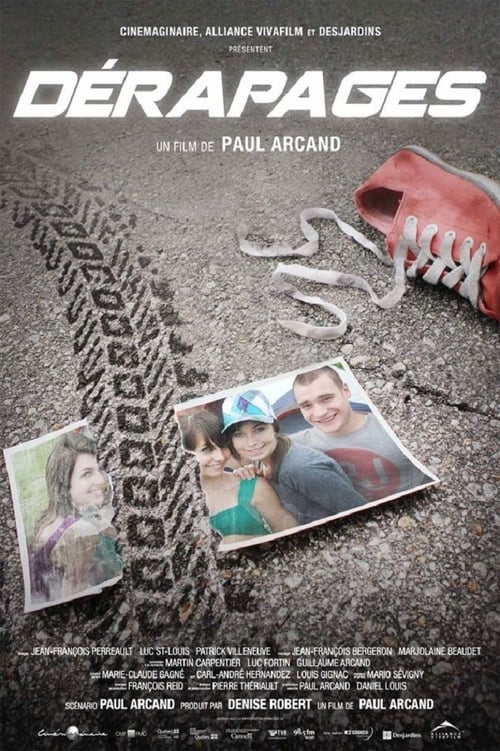 CINÉMAGINAIRE, ALLIANCE VIVAFILM ET DESJARDINS
PRÉSENTENT
DÉRAPAGES
UN FILM DE PAUL ARCAND
JEAN-FRANÇOIS PERREAULT LUC ST-LOUIS PATRICK VILLENEUVE JEAN-FRANÇOIS BERGERON MARJOLAINE BEAUDET
MARTIN CARPENTIER LUC FORTIN GUILLAUME ARCAND
MARIE-CLAUDE GAGNÉ CARL-ANDRÉ HERNANDEZ LOUIS GIGNAC MARIO SÉVIGNY
FRANÇOIS REID PIERRE THÉRIAULT PAUL ARCAND DANIEL LOUIS
SCÉNARIO PAUL ARCAND PRODUIT PAR DENISE ROBERT UN FILM DE PAUL ARCAND
Québec Canada Desjardins